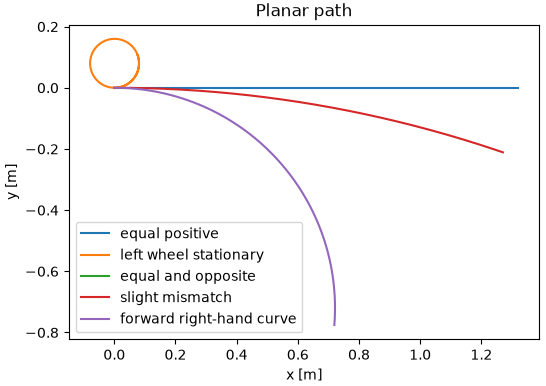 Planar path
y [m]
0.2
0.0
−0.2
−0.4
−0.6
−0.8
equal positive
left wheel stationary
equal and opposite
slight mismatch
forward right-hand curve
0.0 0.2 0.4 0.6 0.8 1.0 1.2
x [m]